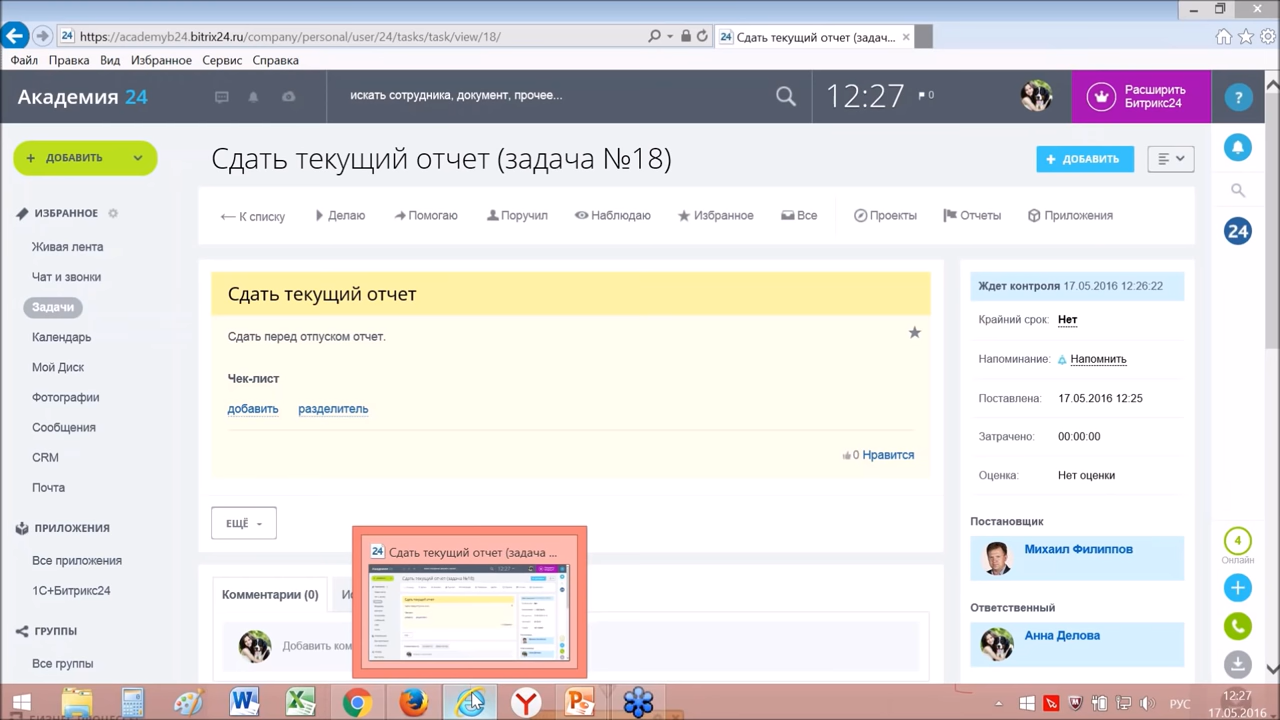 https://academyb24.bitrix24.ru/company/personal/user/24/tasks/task/view/18/
24 Сдать текущий отчет (задач...
Файл Правка Вид Избранное Сервис Справка
Академия 24
искать сотрудника, документ, прочее...
12:27
0
Расширить
Битрикс24
?
+ ДОБАВИТЬ
Сдать текущий отчет (задача №18)
+ ДОБАВИТЬ
ИЗБРАННОЕ
Живая лента
Чат и звонки
Задачи
Календарь
Мой Диск
Фотографии
Сообщения
CRM
Почта
ПРИЛОЖЕНИЯ
Все приложения
1С+Битрикс24
ГРУППЫ
Все группы
К списку Делаю Помогаю Поручил Наблюдаю Избранное Все Проекты Отчеты Приложения
Сдать текущий отчет
Сдать перед отпуском отчет.
Чек-лист
добавить разделитель
0 Нравится
ЕЩЁ
Комментарии (0)
Добавить ком
24 Сдать текущий отчет (задача ...
Ждет контроля 17.05.2016 12:26:22
Крайний срок: Нет
Напоминание: Напомнить
Поставлена: 17.05.2016 12:25
Затрачено: 00:00:00
Оценка: Нет оценки
Постановщик
Михаил Филиппов
Ответственный
Анна Делова
24
4
Онлайн
РУС
12:27
17.05.2016